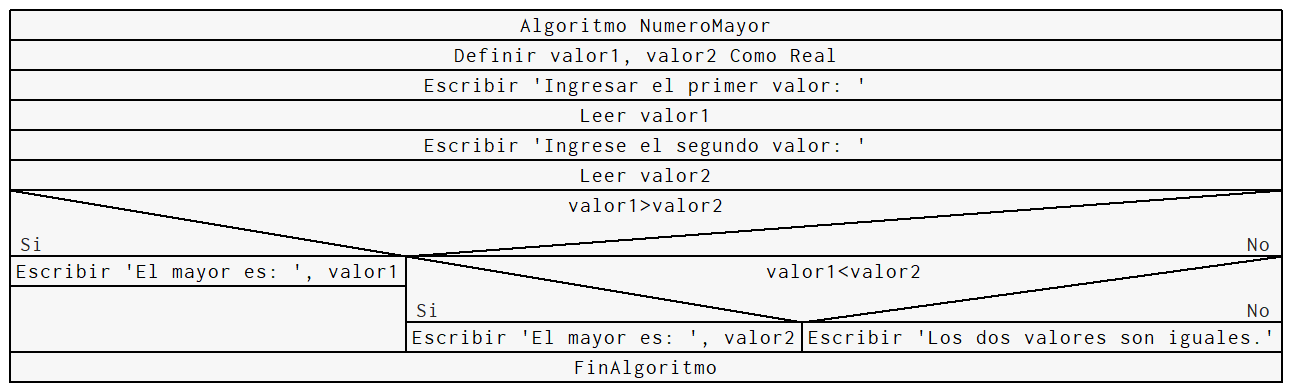 Algoritmo NumeroMayor
Definir valor1, valor2 Como Real
Escribir 'Ingresar el primer valor: '
Leer valor1
Escribir 'Ingrese el segundo valor: '
Leer valor2
valor1>valor2
Si
No
Escribir 'El mayor es: ', valor1
valor1<valor2
Si
No
Escribir 'El mayor es: ', valor2
Escribir 'Los dos valores son iguales.'
FinAlgoritmo